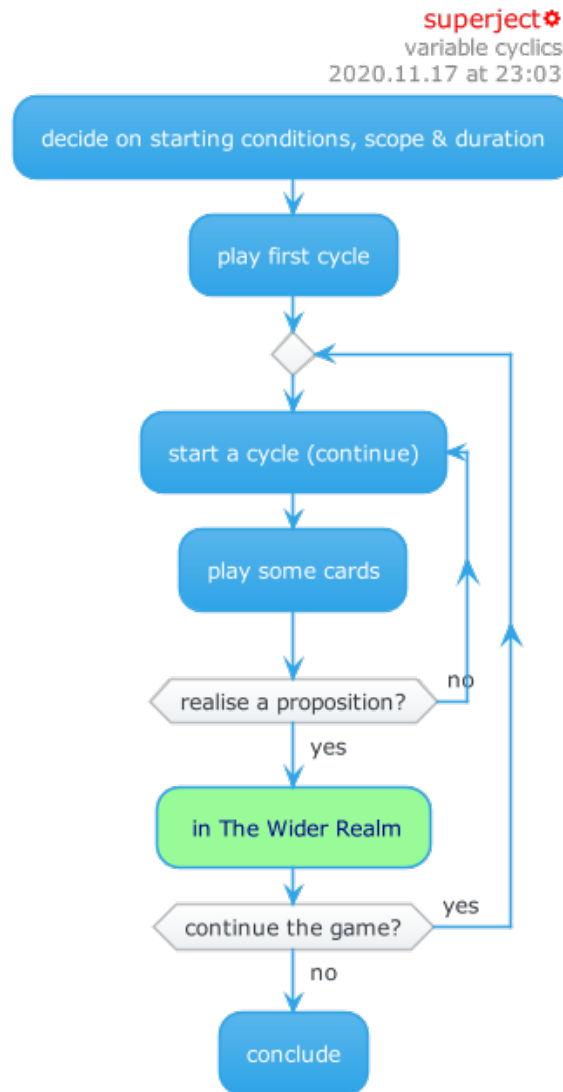 superject
variable cyclics
2020.11.17 at 23:03
decide on starting conditions, scope & duration
play first cycle
start a cycle (continue)
play some cards
no
realise a proposition?
yes
in The Wider Realm
yes
continue the game?
no
conclude